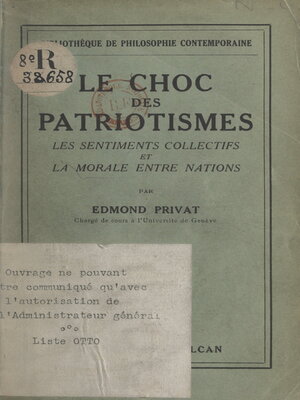 BIBLIOTHÈQUE DE PHILOSOPHIE CONTEMPORAINE
8° R
32658
LE CHOC
DES
PATRIOTISMES
LES SENTIMENTS COLLECTIFS
ET
LA MORALE ENTRE NATIONS
PAR
EDMOND PRIVAT
Chargé de cours à l'Université de Genève
Ouvrage ne pouvant
tre communiqué qu'avec
l'autorisation de
l'Administrateur général
°°°
Liste OTTO
LCAN